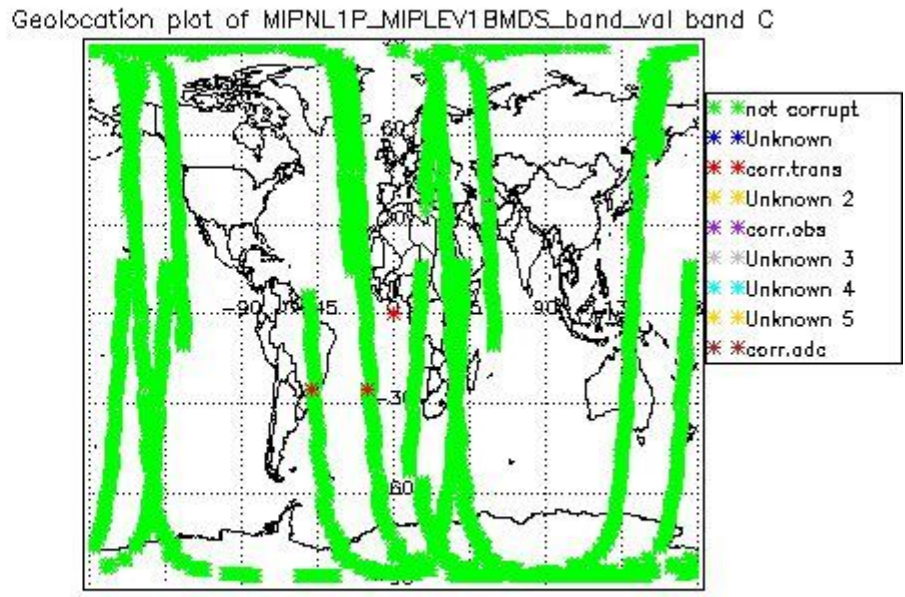 Geolocation plot of MIPNL1P_MIPLEV1BMDS_band_val band C
not corrupt
Unknown
corr.trans
Unknown 2
corr.obs
Unknown 3
Unknown 4
Unknown 5
corr.adc
60
-90
-45
90
-30